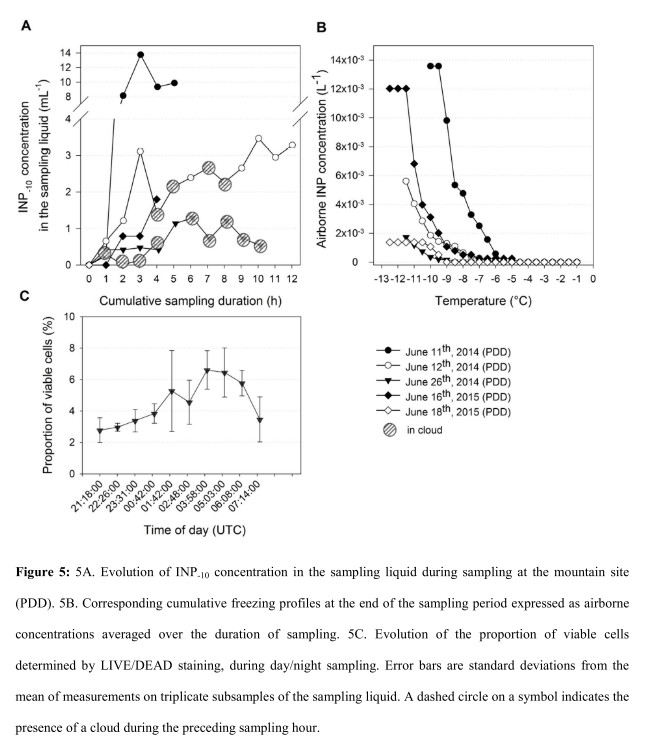 A
INP-10 concentration
in the sampling liquid (mL-1)
14
12
10
8
4
3
2
1
0
0 1 2 3 4 5 6 7 8 9 10 11 12
Cumulative sampling duration (h)
B
Airborne INP concentration (L-1)
14x10-3
12x10-3
10x10-3
8x10-3
6x10-3
4x10-3
2x10-3
0
-13 -12 -11 -10 -9 -8 -7 -6 -5 -4 -3 -2 -1 0
Temperature (°C)
C
Proportion of viable cells (%)
10
8
6
4
2
0
21:18:00 22:26:00 23:31:00 00:42:00 01:42:00 02:48:00 03:58:00 05:03:00 06:08:00 07:14:00
Time of day (UTC)
June 11th, 2014 (PDD)
June 12th, 2014 (PDD)
June 26th, 2014 (PDD)
June 16th, 2015 (PDD)
June 18th, 2015 (PDD)
in cloud
Figure 5: 5A. Evolution of INP-10 concentration in the sampling liquid during sampling at the mountain site
(PDD). 5B. Corresponding cumulative freezing profiles at the end of the sampling period expressed as airborne
concentrations averaged over the duration of sampling. 5C. Evolution of the proportion of viable cells
determined by LIVE/DEAD staining, during day/night sampling. Error bars are standard deviations from the
mean of measurements on triplicate subsamples of the sampling liquid. A dashed circle on a symbol indicates the
presence of a cloud during the preceding sampling hour.